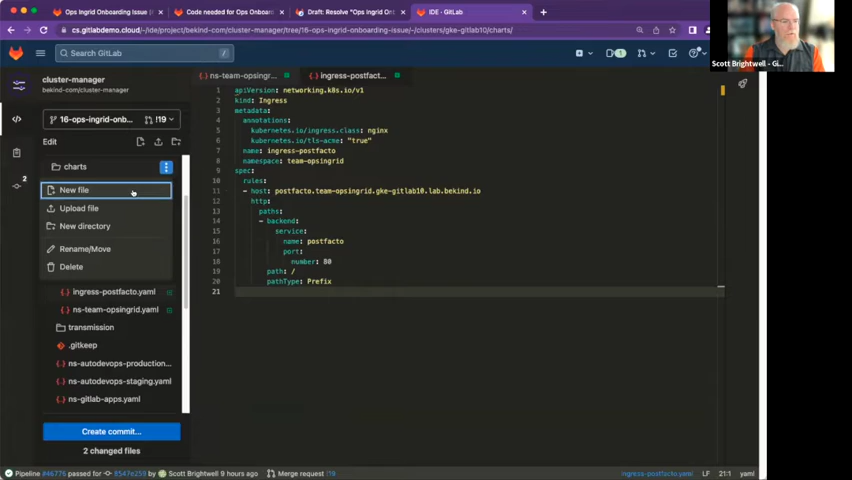 Ops Ingrid Onboarding issue (
Code needed for Ops Onboardi
Draft: Resolve "Ops Ingrid Ont
IDE · GitLab
cs.gitlabdemo.cloud/-/ide/project/bekind-io/cluster-manager/tree/16-ops-ingrid-onboarding-issue/-/clusters/gke-gitlab10/charts/
Search GitLab
/
1
Scott Brightwell - Gi...
cluster-manager
bekind-io/cluster-manager
16-ops-ingrid-onb...
!19
Edit
charts
New file
Upload file
New directory
Rename/Move
Delete
ingress-postfacto.yaml
ns-team-opsingrid.yaml
transmission
.gitkeep
ns-autodevops-production...
ns-autodevops-staging.yaml
ns-gitlab-apps.yaml
Create commit...
2 changed files
2
ns-team-opsingr...
ingress-postfact...
1 apiVersion: networking.k8s.io/v1
2 kind: Ingress
3 metadata:
4 annotations:
5 kubernetes.io/ingress.class: nginx
6 kubernetes.io/tls-acme: "true"
7 name: ingress-postfacto
8 namespace: team-opsingrid
9 spec:
10 rules:
11 - host: postfacto.team-opsingrid.gke-gitlab10.lab.bekind.io
12 http:
13 paths:
14 - backend:
15 service:
16 name: postfacto
17 port:
18 number: 80
19 path: /
20 pathType: Prefix
21
Pipeline #46776 passed for 8547e259 by Scott Brightwell 9 hours ago Merge request !19
ingress-postfacto.yaml LF 21:1 yaml